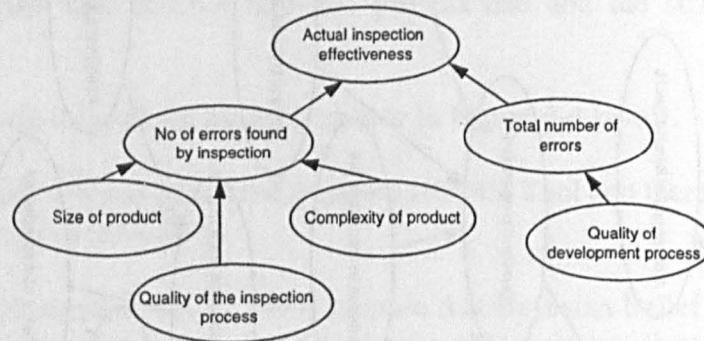 Actual inspection
effectiveness
No of errors found
by inspection
Total number of
errors
Size of product
Complexity of product
Quality of
development process
Quality of the inspection
process